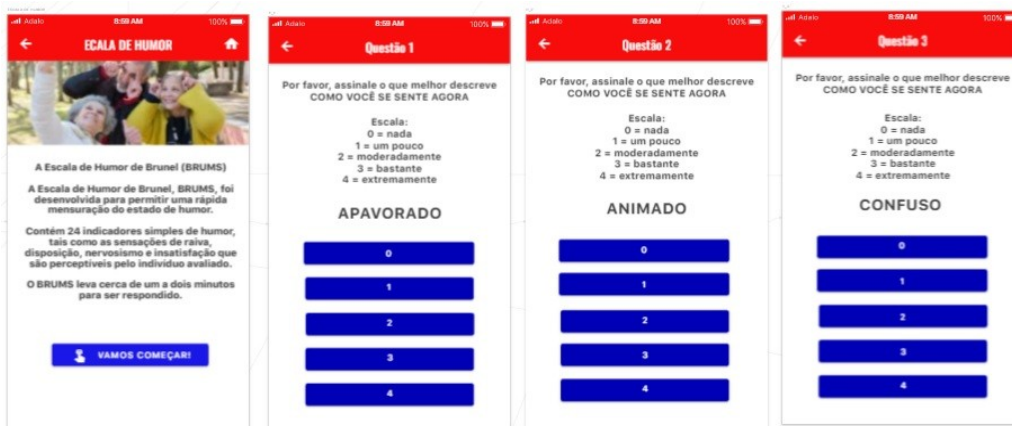 Adalo 8:59 AM 100%
ECALA DE HUMOR
A Escala de Humor de Brunel (BRUMS)
A Escala de Humor de Brunel, BRUMS, foi
desenvolvida para permitir uma rápida
mensuração do estado de humor.
Contém 24 indicadores simples de humor,
tais como as sensações de raiva,
disposição, nervosismo e insatisfação que
são perceptíveis pelo indivíduo avaliado.
O BRUMS leva cerca de um a dois minutos
para ser respondido.
VAMOS COMEÇAR!
Adalo 8:59 AM 100%
Questão 1
Por favor, assinale o que melhor descreve
COMO VOCÊ SE SENTE AGORA
Escala:
0 = nada
1 = um pouco
2 = moderadamente
3 = bastante
4 = extremamente
APAVORADO
0
1
2
3
4
Adalo 8:59 AM 100%
Questão 2
Por favor, assinale o que melhor descreve
COMO VOCÊ SE SENTE AGORA
Escala:
0 = nada
1 = um pouco
2 = moderadamente
3 = bastante
4 = extremamente
ANIMADO
0
1
2
3
4
Adalo 8:59 AM 100%
Questão 3
Por favor, assinale o que melhor descreve
COMO VOCÊ SE SENTE AGORA
Escala:
0 = nada
1 = um pouco
2 = moderadamente
3 = bastante
4 = extremamente
CONFUSO
0
1
2
3
4